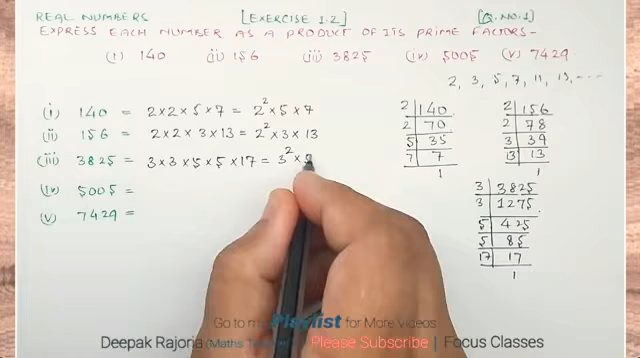 REAL NUMBERS [EXERCISE 1.2] [Q.NO.1]
EXPRESS EACH NUMBER AS A PRODUCT OF ITS PRIME FACTORS-
(i) 140 (ii) 156 (iii) 3825 (iv) 5005 (v) 7429
2, 3, 5, 7, 11, 13, ---
(i) 140 = 2×2×5×7 = 2²×5×7
(ii) 156 = 2×2×3×13 = 2²×3×13
(iii) 3825 = 3×3×5×5×17 = 3²×
(iv) 5005 =
(v) 7429 =
2 140
2 70
5 35
7 7
1
2 156
2 78
3 39
13 13
1
3 3825
3 1275
5 425
5 85
17 17
1
Go to Playlist for More Videos
Deepak Rajoria (Maths Please Subscribe | Focus Classes